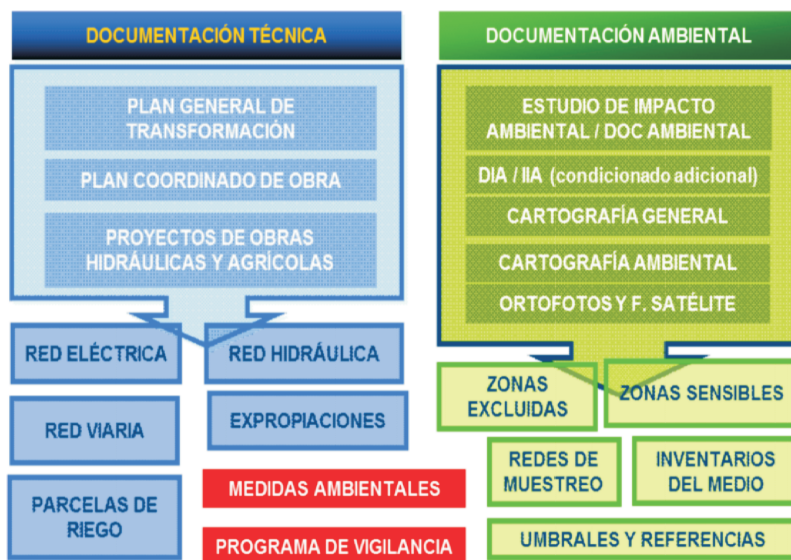 DOCUMENTACIÓN TÉCNICA
PLAN GENERAL DE
TRANSFORMACIÓN
PLAN COORDINADO DE OBRA
PROYECTOS DE OBRAS
HIDRÁULICAS Y AGRÍCOLAS
RED ELÉCTRICA
RED HIDRÁULICA
RED VIARIA
EXPROPIACIONES
PARCELAS DE
RIEGO
MEDIDAS AMBIENTALES
PROGRAMA DE VIGILANCIA
DOCUMENTACIÓN AMBIENTAL
ESTUDIO DE IMPACTO
AMBIENTAL / DOC AMBIENTAL
DIA / IIA (condicionado adicional)
CARTOGRAFÍA GENERAL
CARTOGRAFÍA AMBIENTAL
ORTOFOTOS Y F. SATÉLITE
ZONAS
EXCLUIDAS
ZONAS SENSIBLES
REDES DE
MUESTREO
INVENTARIOS
DEL MEDIO
UMBRALES Y REFERENCIAS